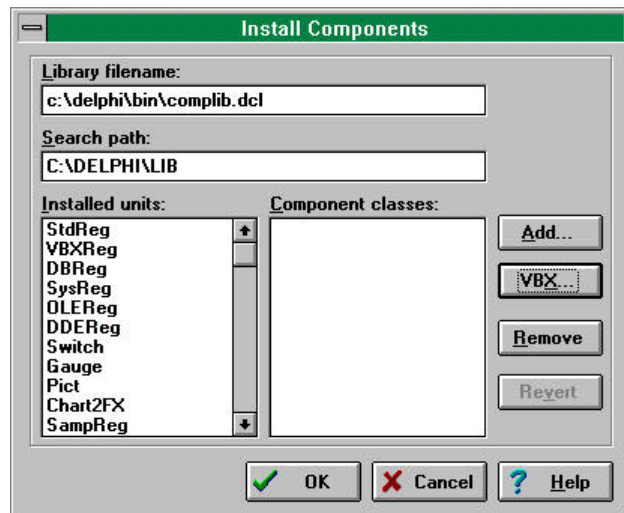 Install Components
Library filename:
c:\delphi\bin\complib.dcl
Search path:
C:\DELPHI\LIB
Installed units:
StdReg
VBXReg
DBReg
SysReg
OLEReg
DDEReg
Switch
Gauge
Pict
Chart2FX
SampReg
Component classes:
Add...
VBX...
Remove
Revert
OK
Cancel
Help